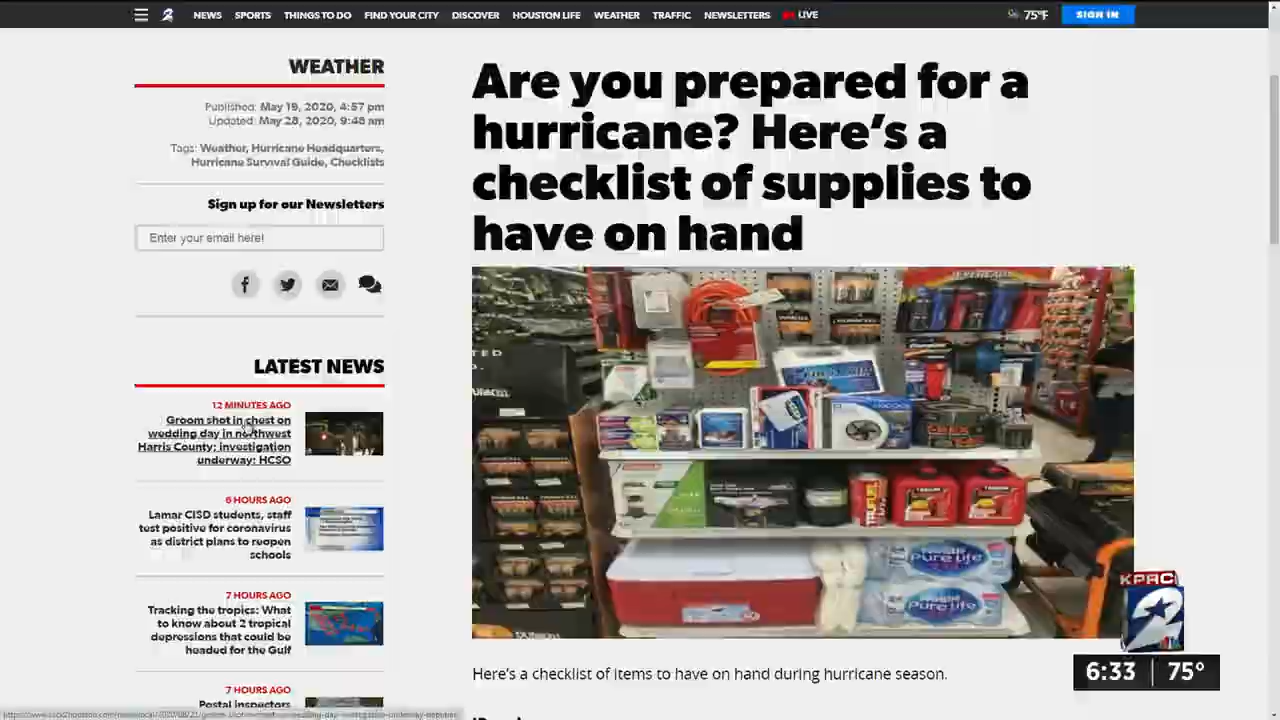 2 NEWS SPORTS THINGS TO DO FIND YOUR CITY DISCOVER HOUSTON LIFE WEATHER TRAFFIC NEWSLETTERS LIVE 75°F SIGN IN
WEATHER
Published: May 19, 2020, 4:57 pm
Updated: May 28, 2020, 9:48 am
Tags: Weather, Hurricane Headquarters,
Hurricane Survival Guide, Checklists
Sign up for our Newsletters
Enter your email here!
LATEST NEWS
12 MINUTES AGO
Groom shot in chest on
wedding day in northwest
Harris County; investigation
underway: HCSO
6 HOURS AGO
Lamar CISD students, staff
test positive for coronavirus
as district plans to reopen
schools
7 HOURS AGO
Tracking the tropics: What
to know about 2 tropical
depressions that could be
headed for the Gulf
7 HOURS AGO
Postal inspectors
Are you prepared for a
hurricane? Here's a
checklist of supplies to
have on hand
Pure Life
Pure Life
Here's a checklist of items to have on hand during hurricane season.
KPRC
2
6:33 75°